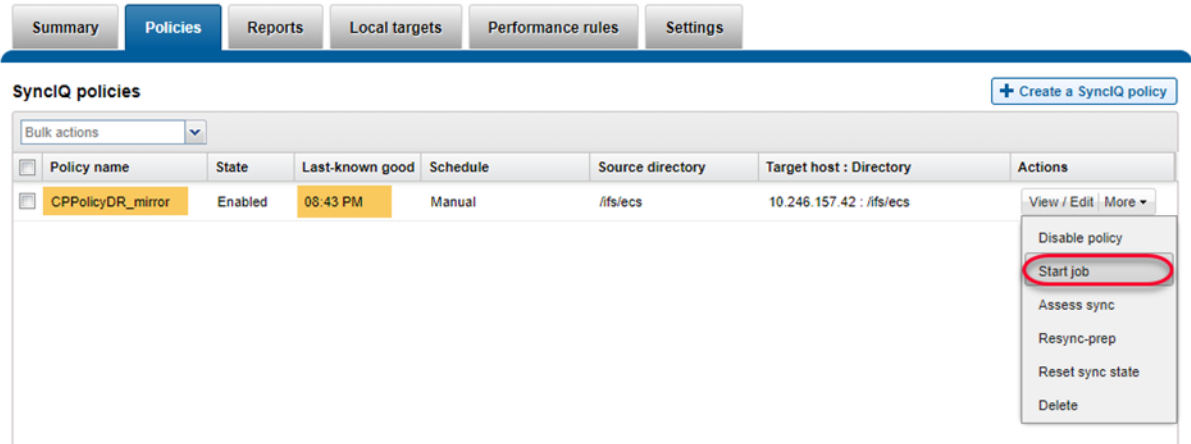 Summary Policies Reports Local targets Performance rules Settings
SyncIQ policies
+ Create a SyncIQ policy
Bulk actions
Policy name State Last-known good Schedule Source directory Target host : Directory Actions
CPPolicyDR_mirror Enabled 08:43 PM Manual /ifs/ecs 10.246.157.42 : /ifs/ecs View / Edit More
Disable policy
Start job
Assess sync
Resync-prep
Reset sync state
Delete